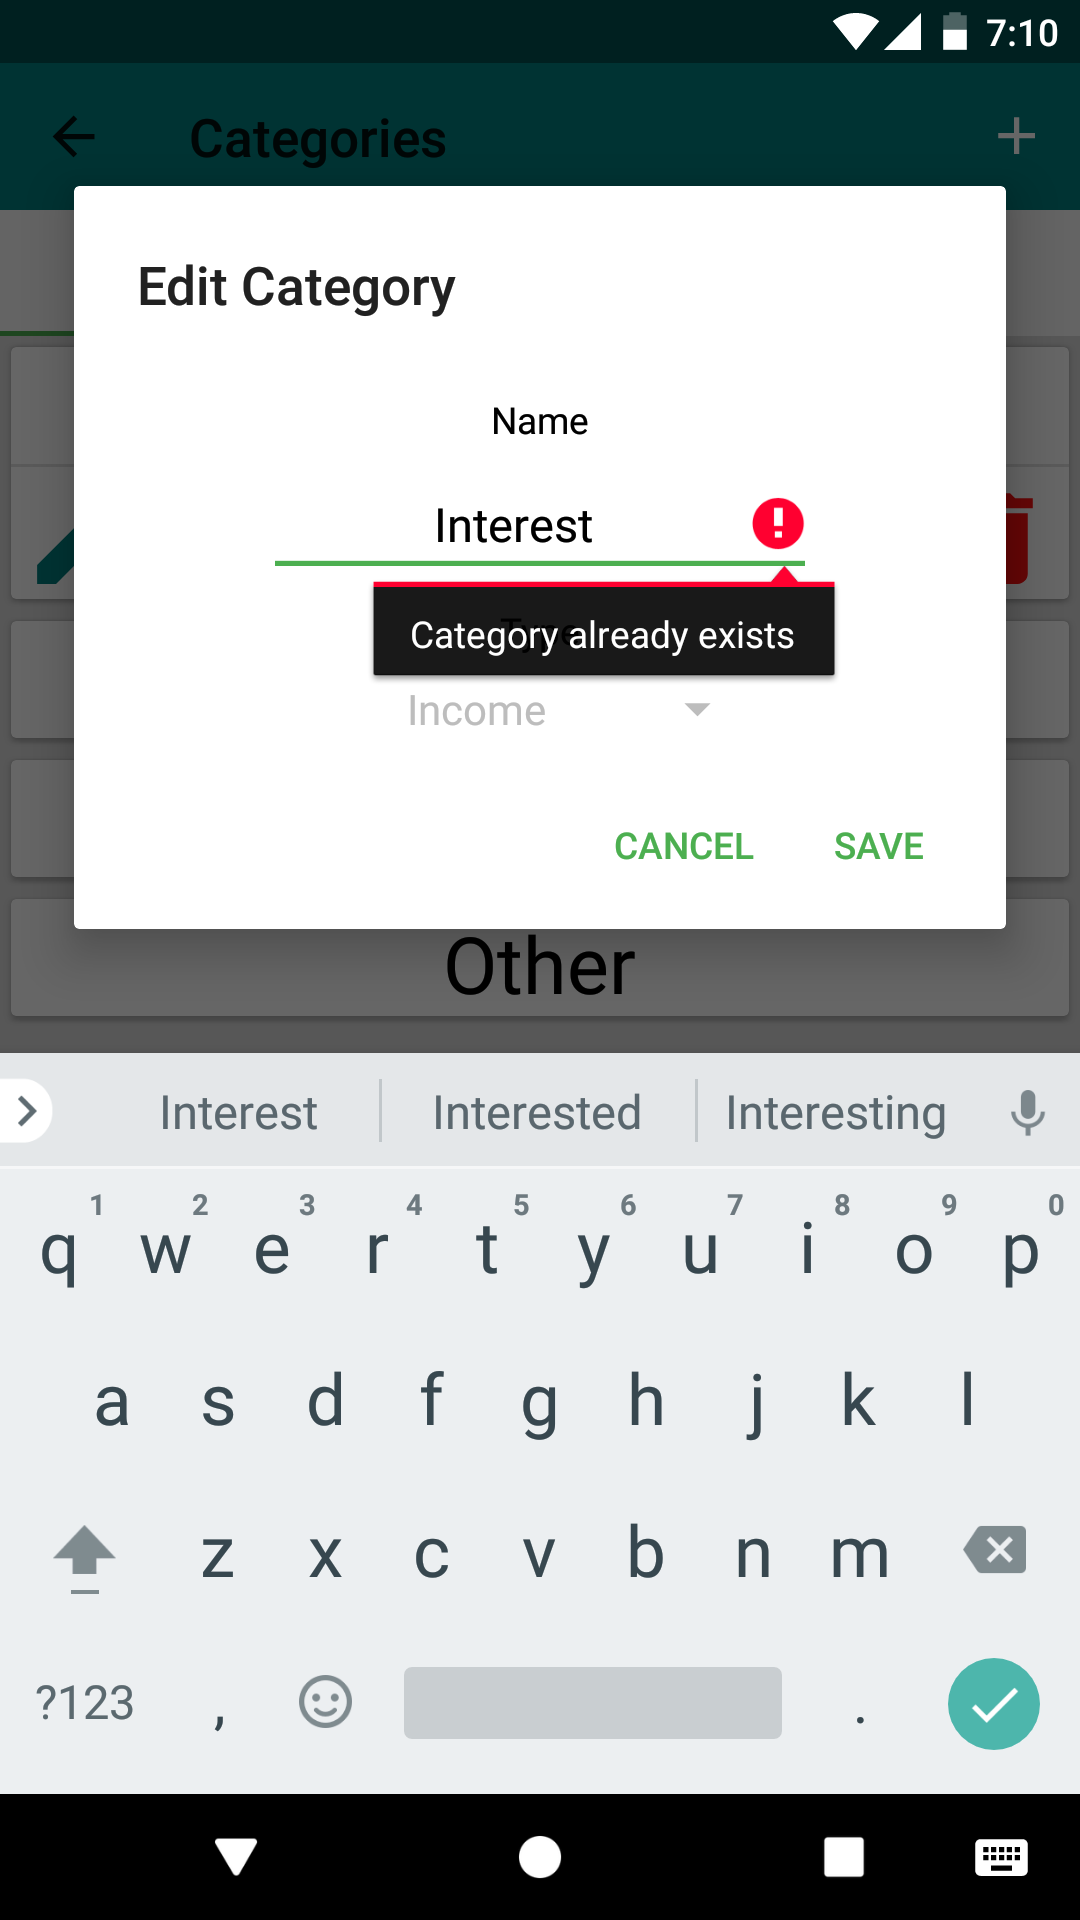 7:10
Categories
Edit Category
Name
Interest
Type
Category already exists
Income
CANCEL SAVE
Other
Interest Interested Interesting
1 2 3 4 5 6 7 8 9 0
q w e r t y u i o p
a s d f g h j k l
z x c v b n m
?123 , .